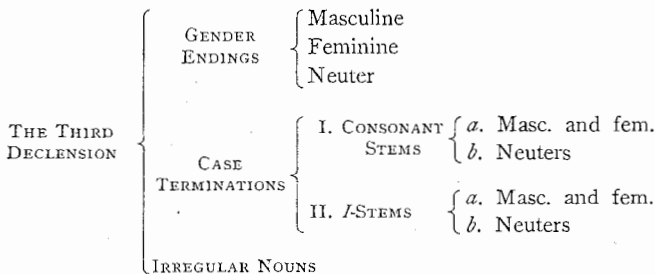 THE THIRD
DECLENSION
GENDER
ENDINGS
Masculine
Feminine
Neuter
CASE
TERMINATIONS
I. CONSONANT
STEMS
a. Masc. and fem.
b. Neuters
II. I-STEMS
a. Masc. and fem.
b. Neuters
IRREGULAR NOUNS